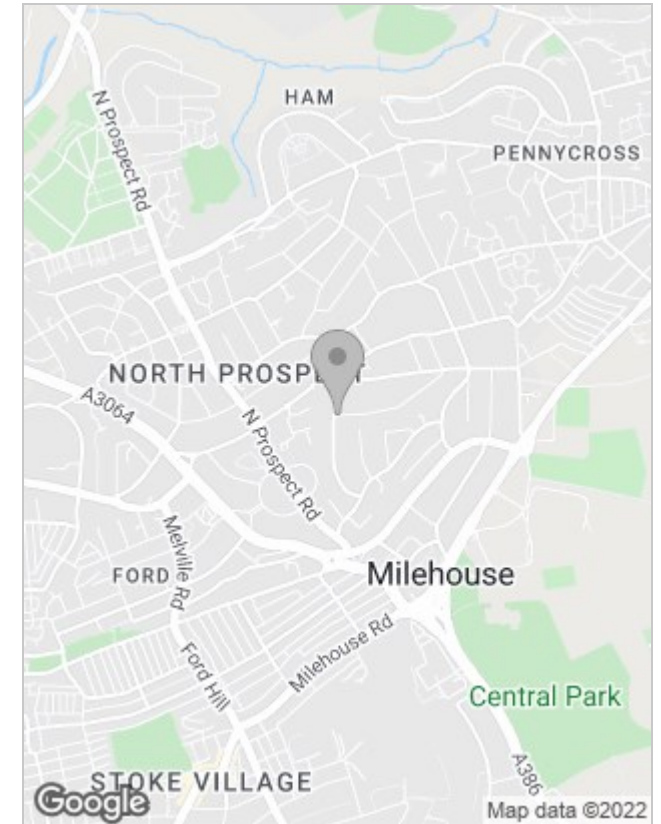 HAM
PENNYCROSS
N Prospect Rd
NORTH PROSPECT
A3064
N Prospect Rd
Melville Rd
FORD
Milehouse
Milehouse Rd
Ford Hill
Central Park
A386
STOKE VILLAGE
Google
Map data ©2022